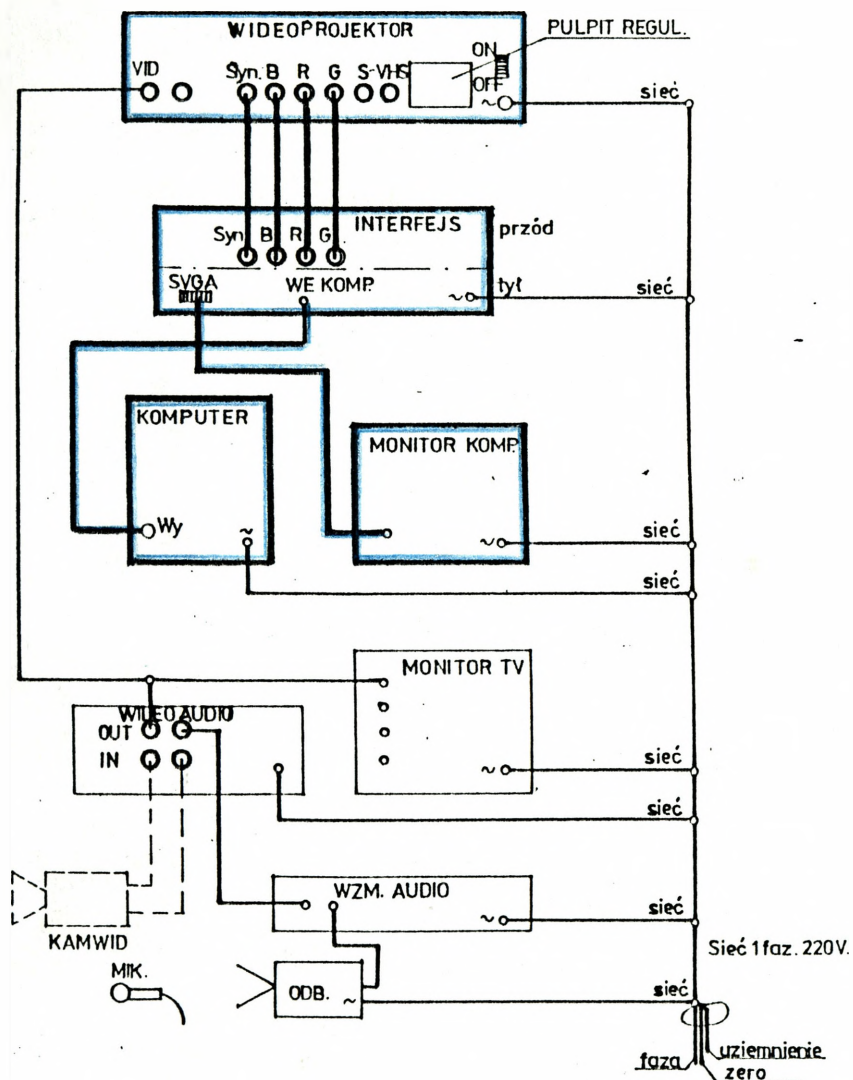 WIDEOPROJEKTOR
PULPIT REGUL.
ON
VID
Syn. B R G S-VHS
OFF
~
sieć
INTERFEJS
przód
Syn B R G
SVGA
WE KOMP.
~
tył
sieć
KOMPUTER
MONITOR KOMP.
Wy
~
~
sieć
sieć
MONITOR TV
WIDEO AUDIO
OUT
IN
~
sieć
sieć
WZM. AUDIO
~
sieć
KAMWID
Sieć 1 faz. 220V.
MIK.
ODB.
~
sieć
uziemnienie
faza
zero